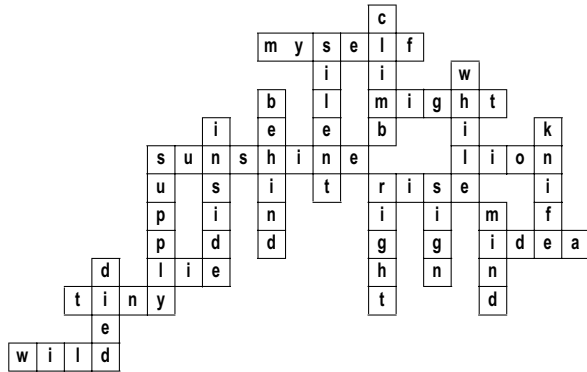 c
m y s e l f
i i w
b l m i g h t
i e e b i k
s u n s h i n e l i o n
u s i t r i s e i
p i n i i m f
p d d g g i d e a
d l i e h n n
t i n y t d
e
w i l d